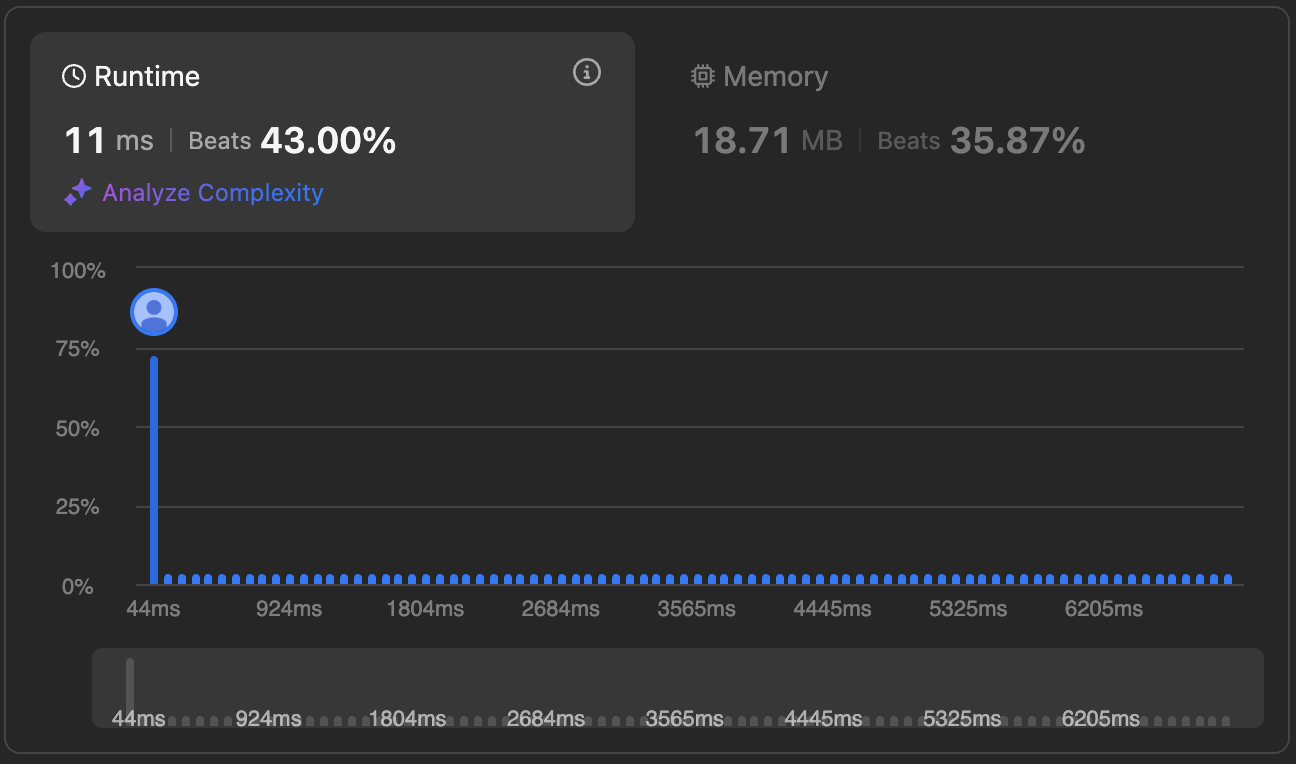 Runtime
11 ms | Beats 43.00%
Analyze Complexity
Memory
18.71 MB | Beats 35.87%
100%
75%
50%
25%
0%
44ms 924ms 1804ms 2684ms 3565ms 4445ms 5325ms 6205ms
44ms 924ms 1804ms 2684ms 3565ms 4445ms 5325ms 6205ms